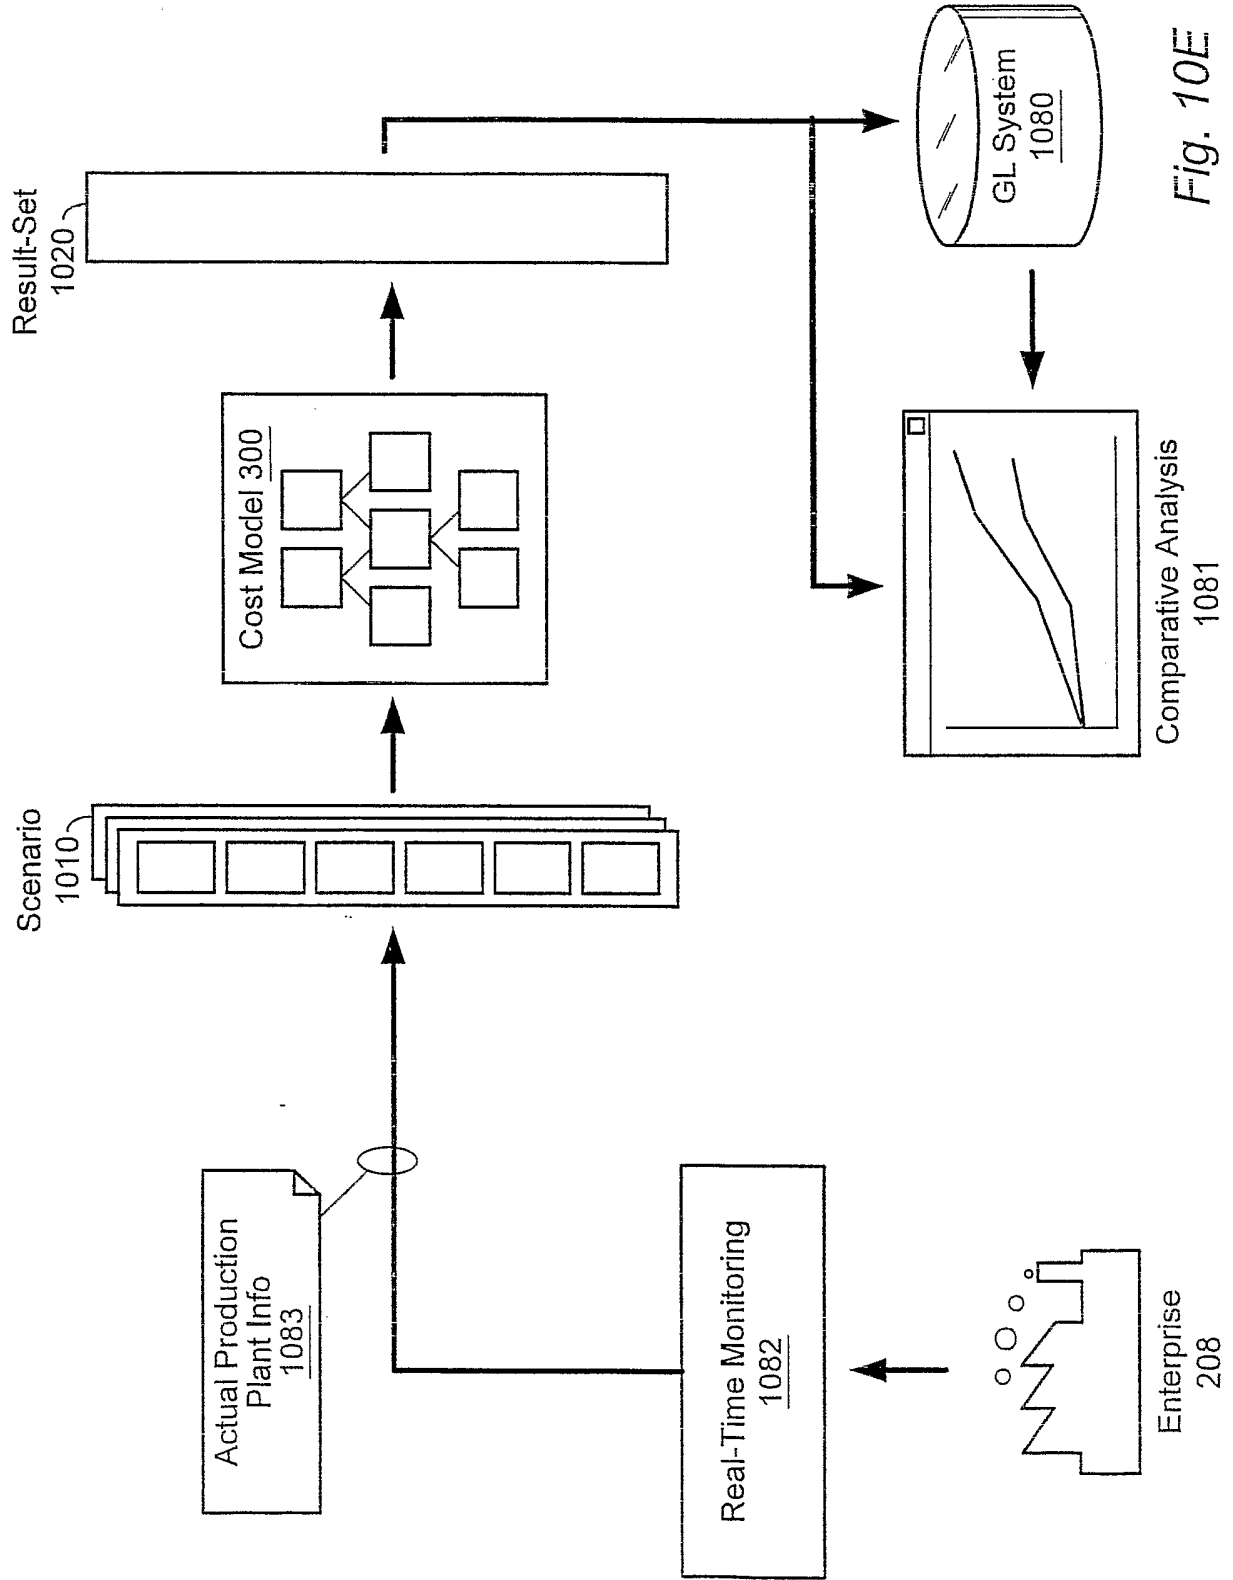 Actual Production
Plant Info
1083
Scenario
1010
Cost Model 300
Result-Set
1020
Real-Time Monitoring
1082
Enterprise
208
Comparative Analysis
1081
GL System
1080
Fig. 10E